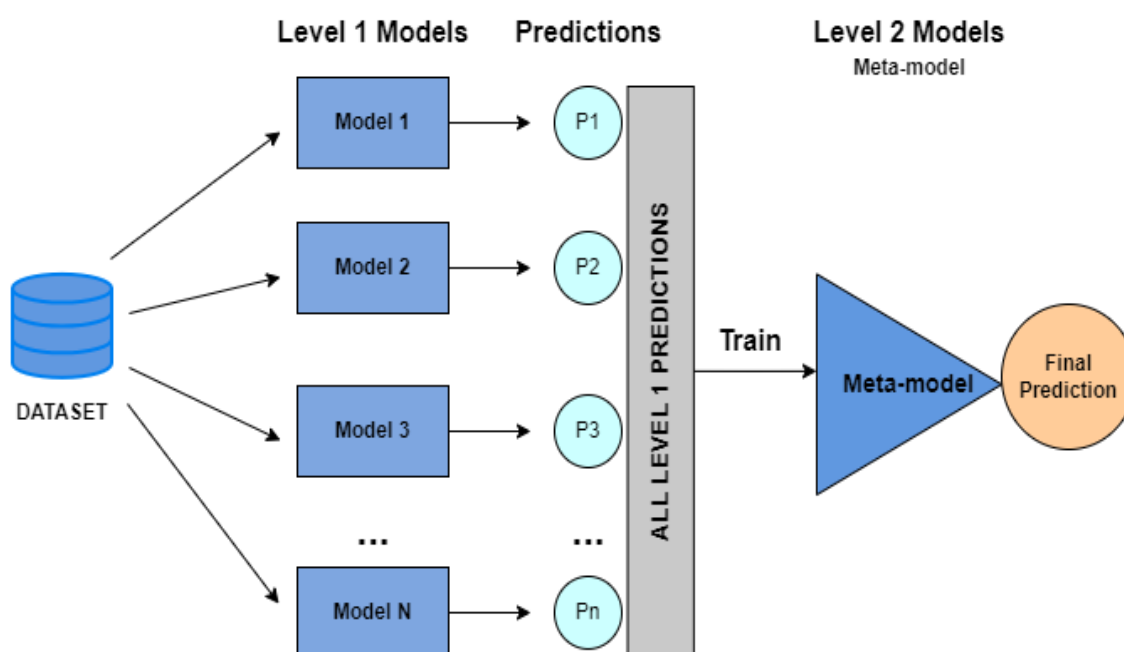 Level 1 Models
Predictions
Level 2 Models
Meta-model
Model 1
P1
Model 2
P2
Model 3
P3
...
...
Model N
Pn
DATASET
ALL LEVEL 1 PREDICTIONS
Train
Meta-model
Final
Prediction